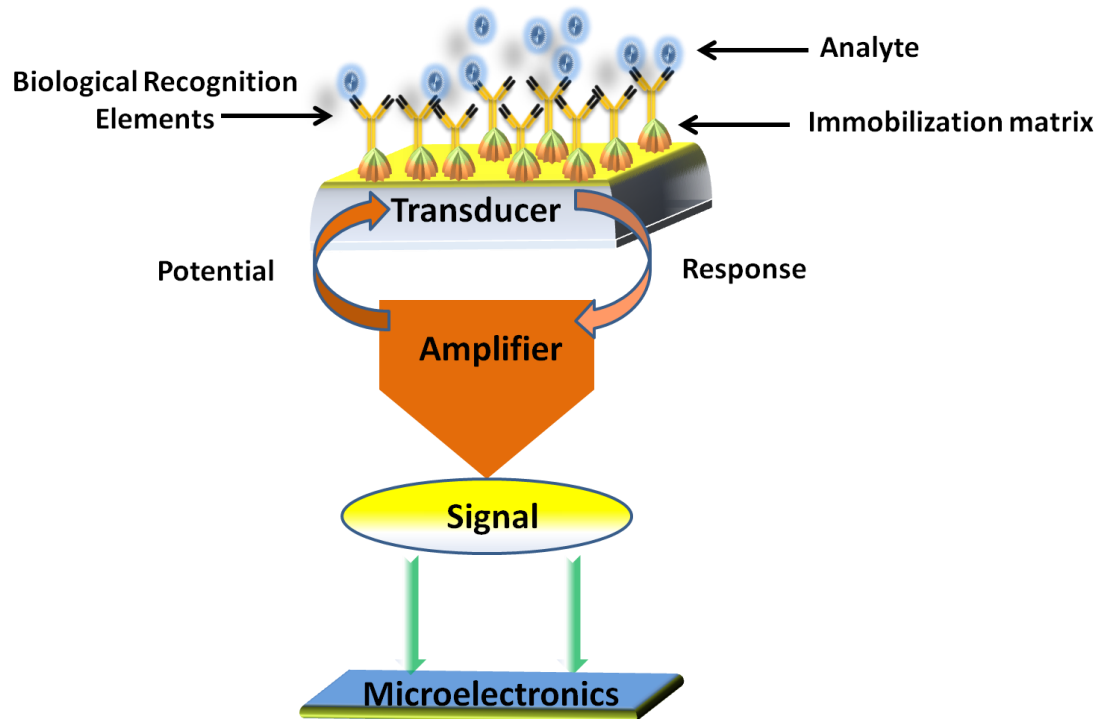 Analyte
Biological Recognition
Elements
Immobilization matrix
Transducer
Potential
Response
Amplifier
Signal
Microelectronics